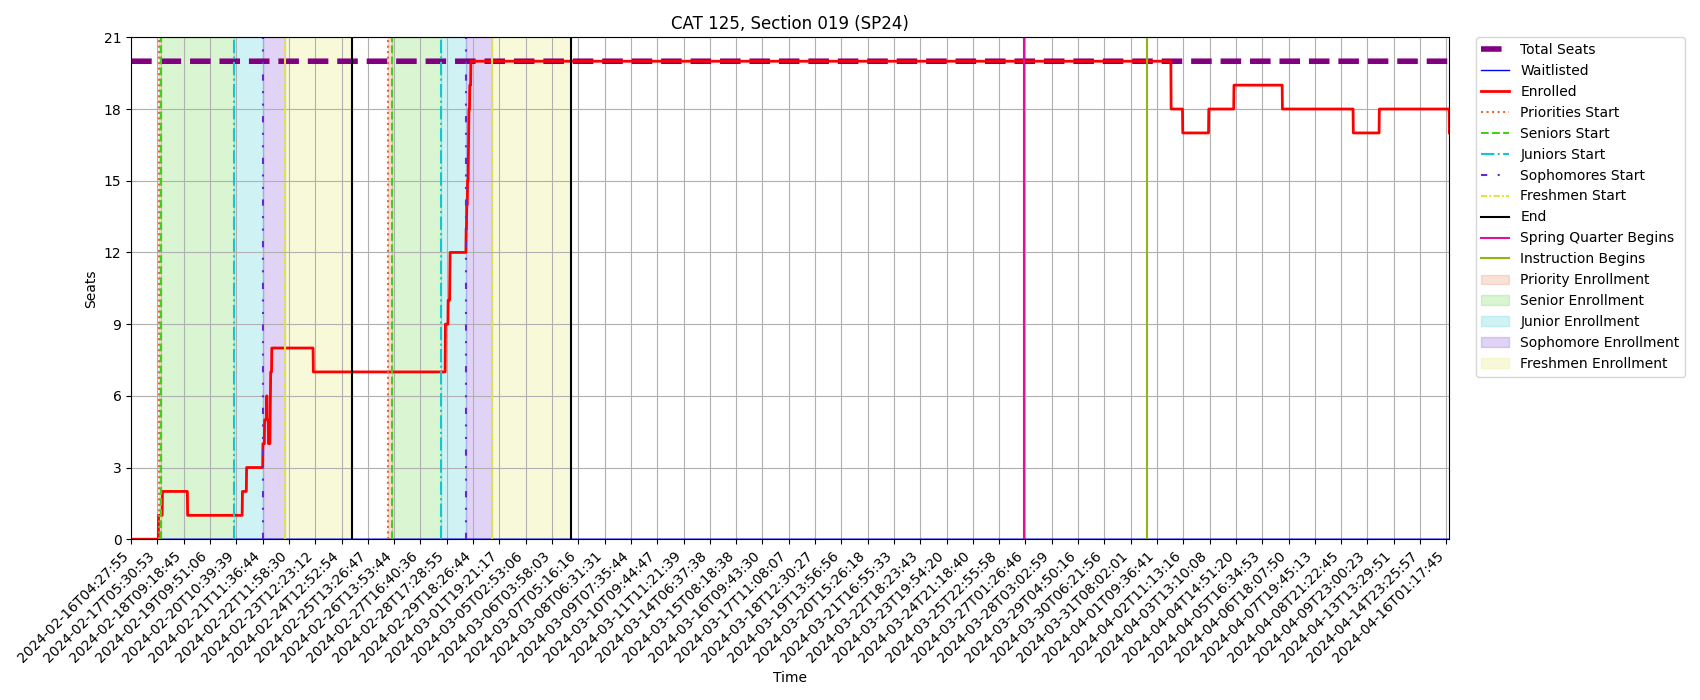 CAT 125, Section 019 (SP24)
21
18
15
12
9
6
3
0
Seats
2024-02-16T04:27:55
2024-02-17T05:30:53
2024-02-18T09:18:45
2024-02-19T09:51:06
2024-02-20T10:39:39
2024-02-21T11:36:44
2024-02-22T11:58:30
2024-02-23T12:23:12
2024-02-24T12:52:54
2024-02-25T13:26:47
2024-02-26T13:53:44
2024-02-27T16:40:36
2024-02-28T17:28:55
2024-02-29T18:26:44
2024-03-01T19:21:17
2024-03-05T02:53:06
2024-03-06T03:58:03
2024-03-07T05:16:16
2024-03-08T06:31:31
2024-03-09T07:35:44
2024-03-10T09:44:47
2024-03-11T11:21:39
2024-03-14T06:37:38
2024-03-15T08:18:38
2024-03-16T09:43:30
2024-03-17T11:08:07
2024-03-18T12:30:27
2024-03-19T13:56:56
2024-03-20T15:26:18
2024-03-21T16:55:33
2024-03-22T18:23:43
2024-03-23T19:54:20
2024-03-24T21:18:40
2024-03-25T22:55:58
2024-03-27T01:26:46
2024-03-28T03:02:59
2024-03-29T04:50:16
2024-03-30T06:21:56
2024-03-31T08:02:01
2024-04-01T09:36:41
2024-04-02T11:13:16
2024-04-03T13:10:08
2024-04-04T14:51:20
2024-04-05T16:34:53
2024-04-06T18:07:50
2024-04-07T19:45:13
2024-04-08T21:22:45
2024-04-09T23:00:23
2024-04-13T13:29:51
2024-04-14T23:25:57
2024-04-16T01:17:45
Time
Total Seats
Waitlisted
Enrolled
Priorities Start
Seniors Start
Juniors Start
Sophomores Start
Freshmen Start
End
Spring Quarter Begins
Instruction Begins
Priority Enrollment
Senior Enrollment
Junior Enrollment
Sophomore Enrollment
Freshmen Enrollment